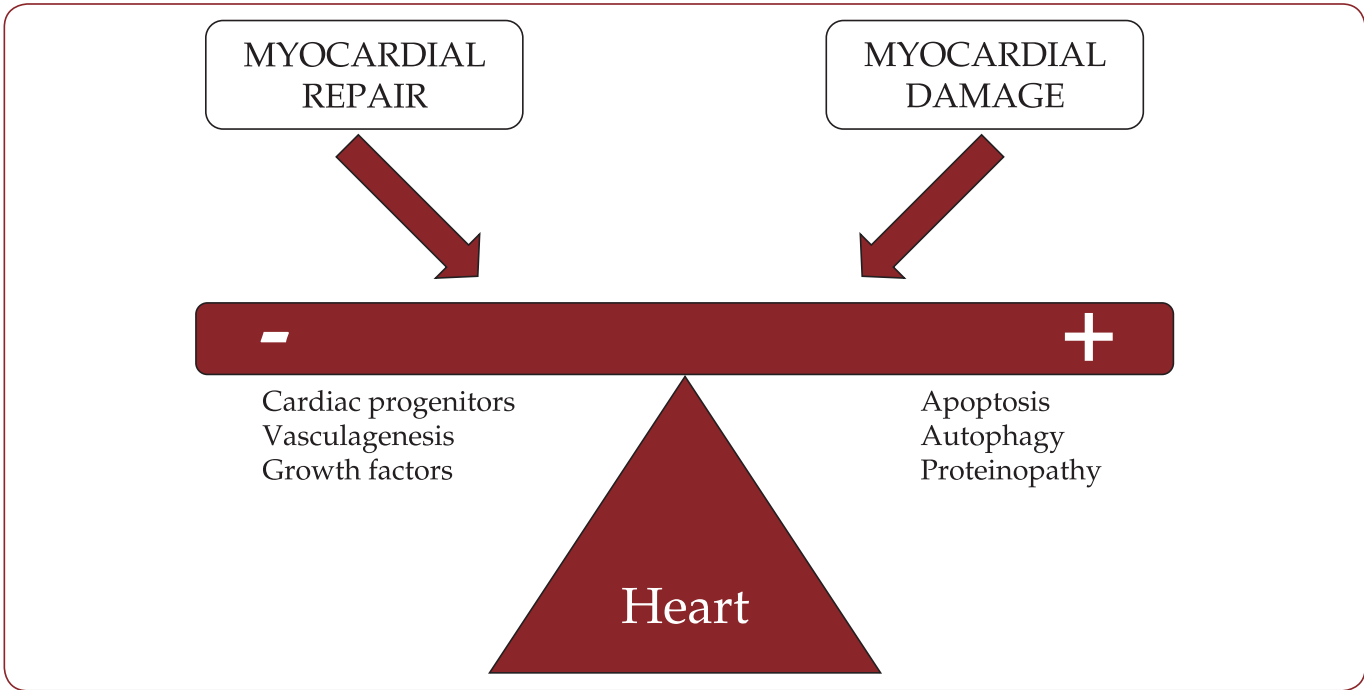 MYOCARDIAL
REPAIR
MYOCARDIAL
DAMAGE
-
+
Cardiac progenitors
Vasculagenesis
Growth factors
Apoptosis
Autophagy
Proteinopathy
Heart